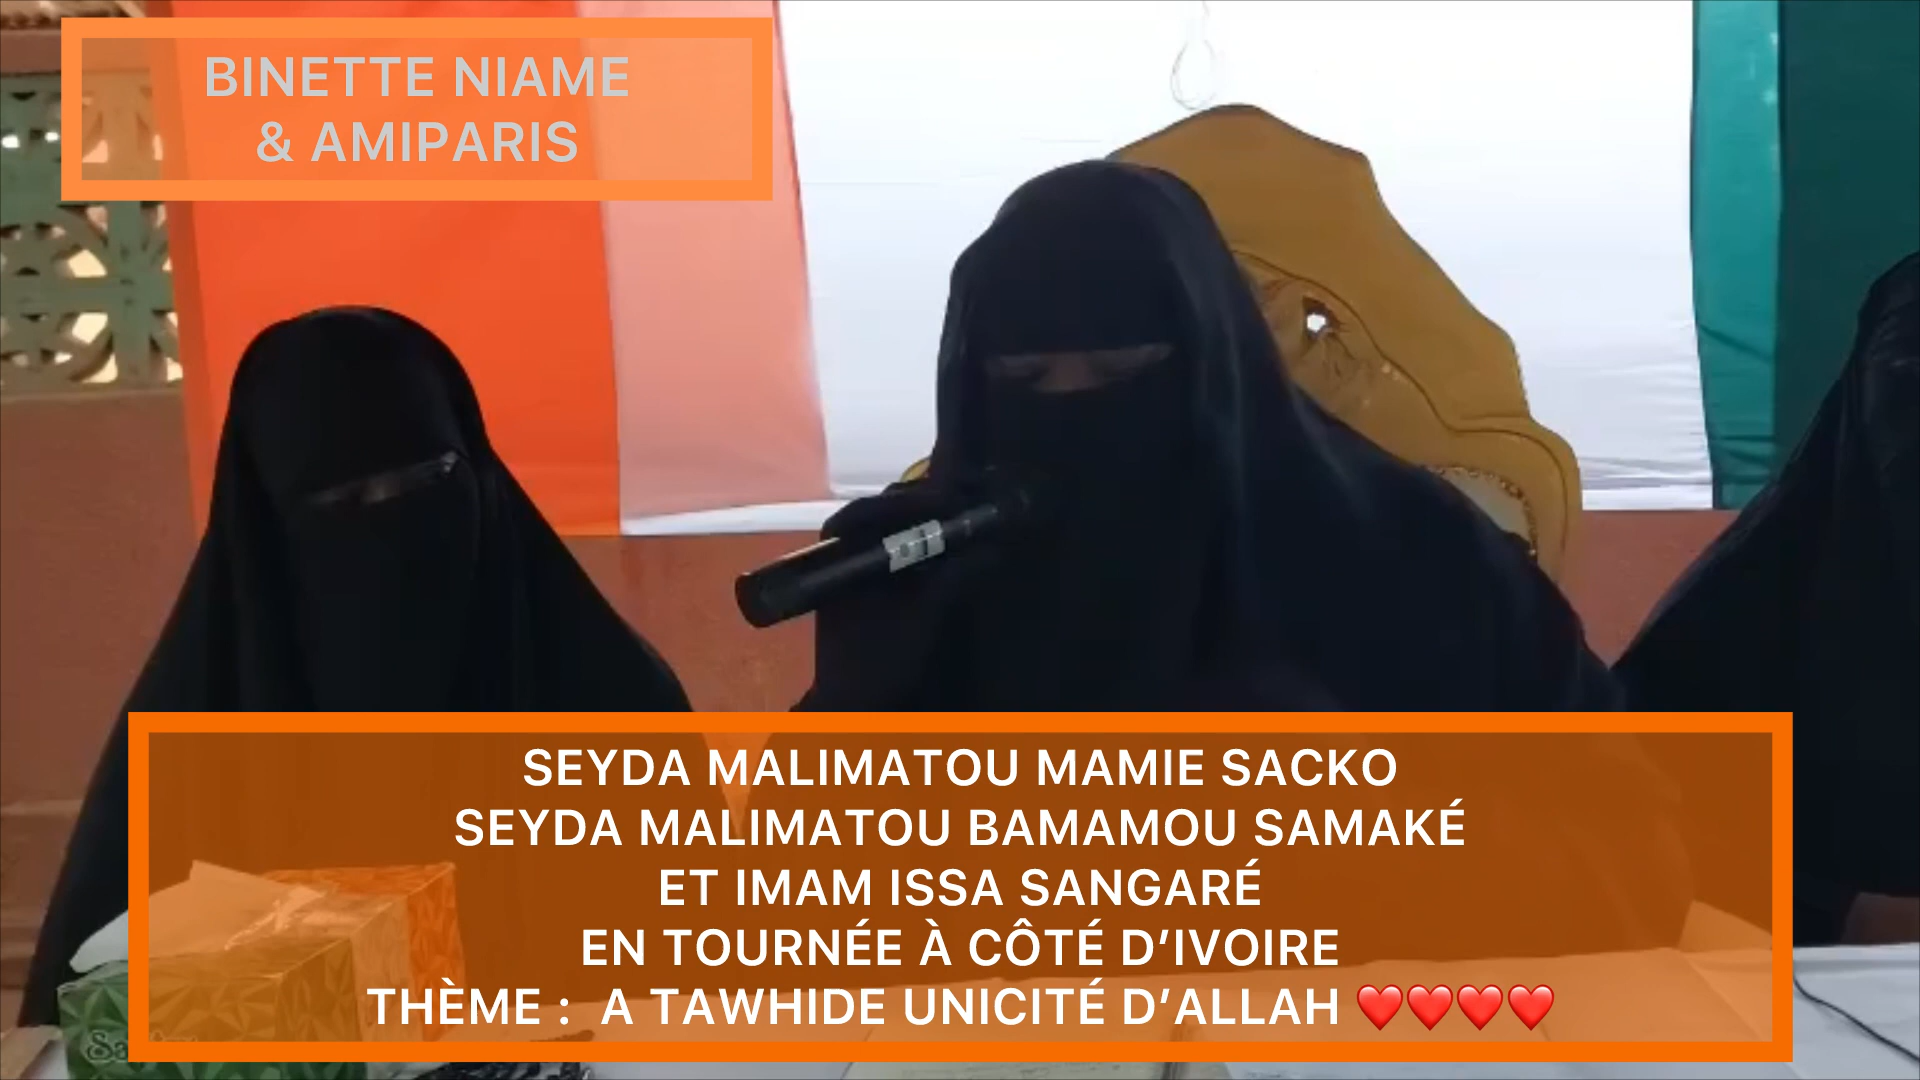 BINETTE NIAME
& AMIPARIS
SEYDA MALIMATOU MAMIE SACKO
SEYDA MALIMATOU BAMAMOU SAMAKÉ
ET IMAM ISSA SANGARÉ
EN TOURNÉE À CÔTÉ D’IVOIRE
THÈME : A TAWHIDE UNICITÉ D’ALLAH ❤️❤️❤️❤️